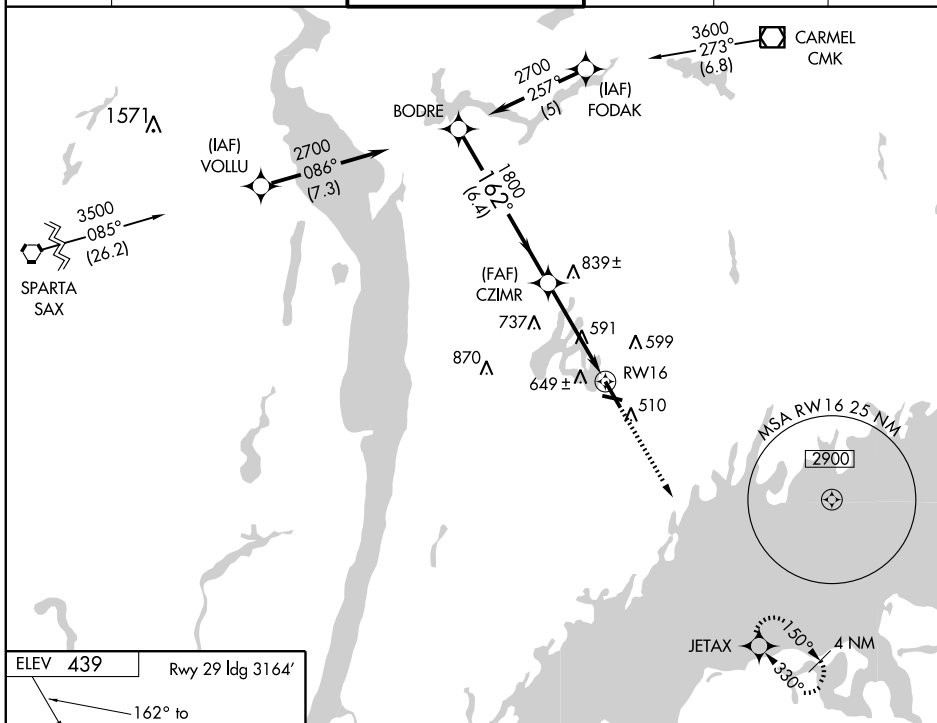 3600
273°
(6.8)
CARMEL
CMK
2700
257°
(5)
(IAF)
FODAK
BODRE
1571
(IAF)
VOLLU
2700
086°
(7.3)
1800
162°
(6.4)
3500
085°
(26.2)
SPARTA
SAX
(FAF)
CZIMR
839±
737
591
599
870
649±
RW16
510
MSA RW16 25 NM
2900
JETAX
150°
4 NM
330°
ELEV 439
Rwy 29 ldg 3164'
162° to